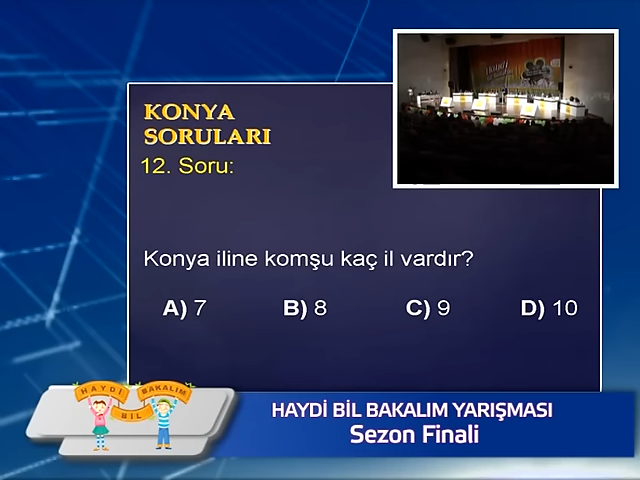 KONYA
SORULARI
12. Soru:
Konya iline komşu kaç il vardır?
A) 7 B) 8 C) 9 D) 10
HAYDİ
BİL
BAKALIM
HAYDİ BİL BAKALIM YARIŞMASI
Sezon Finali